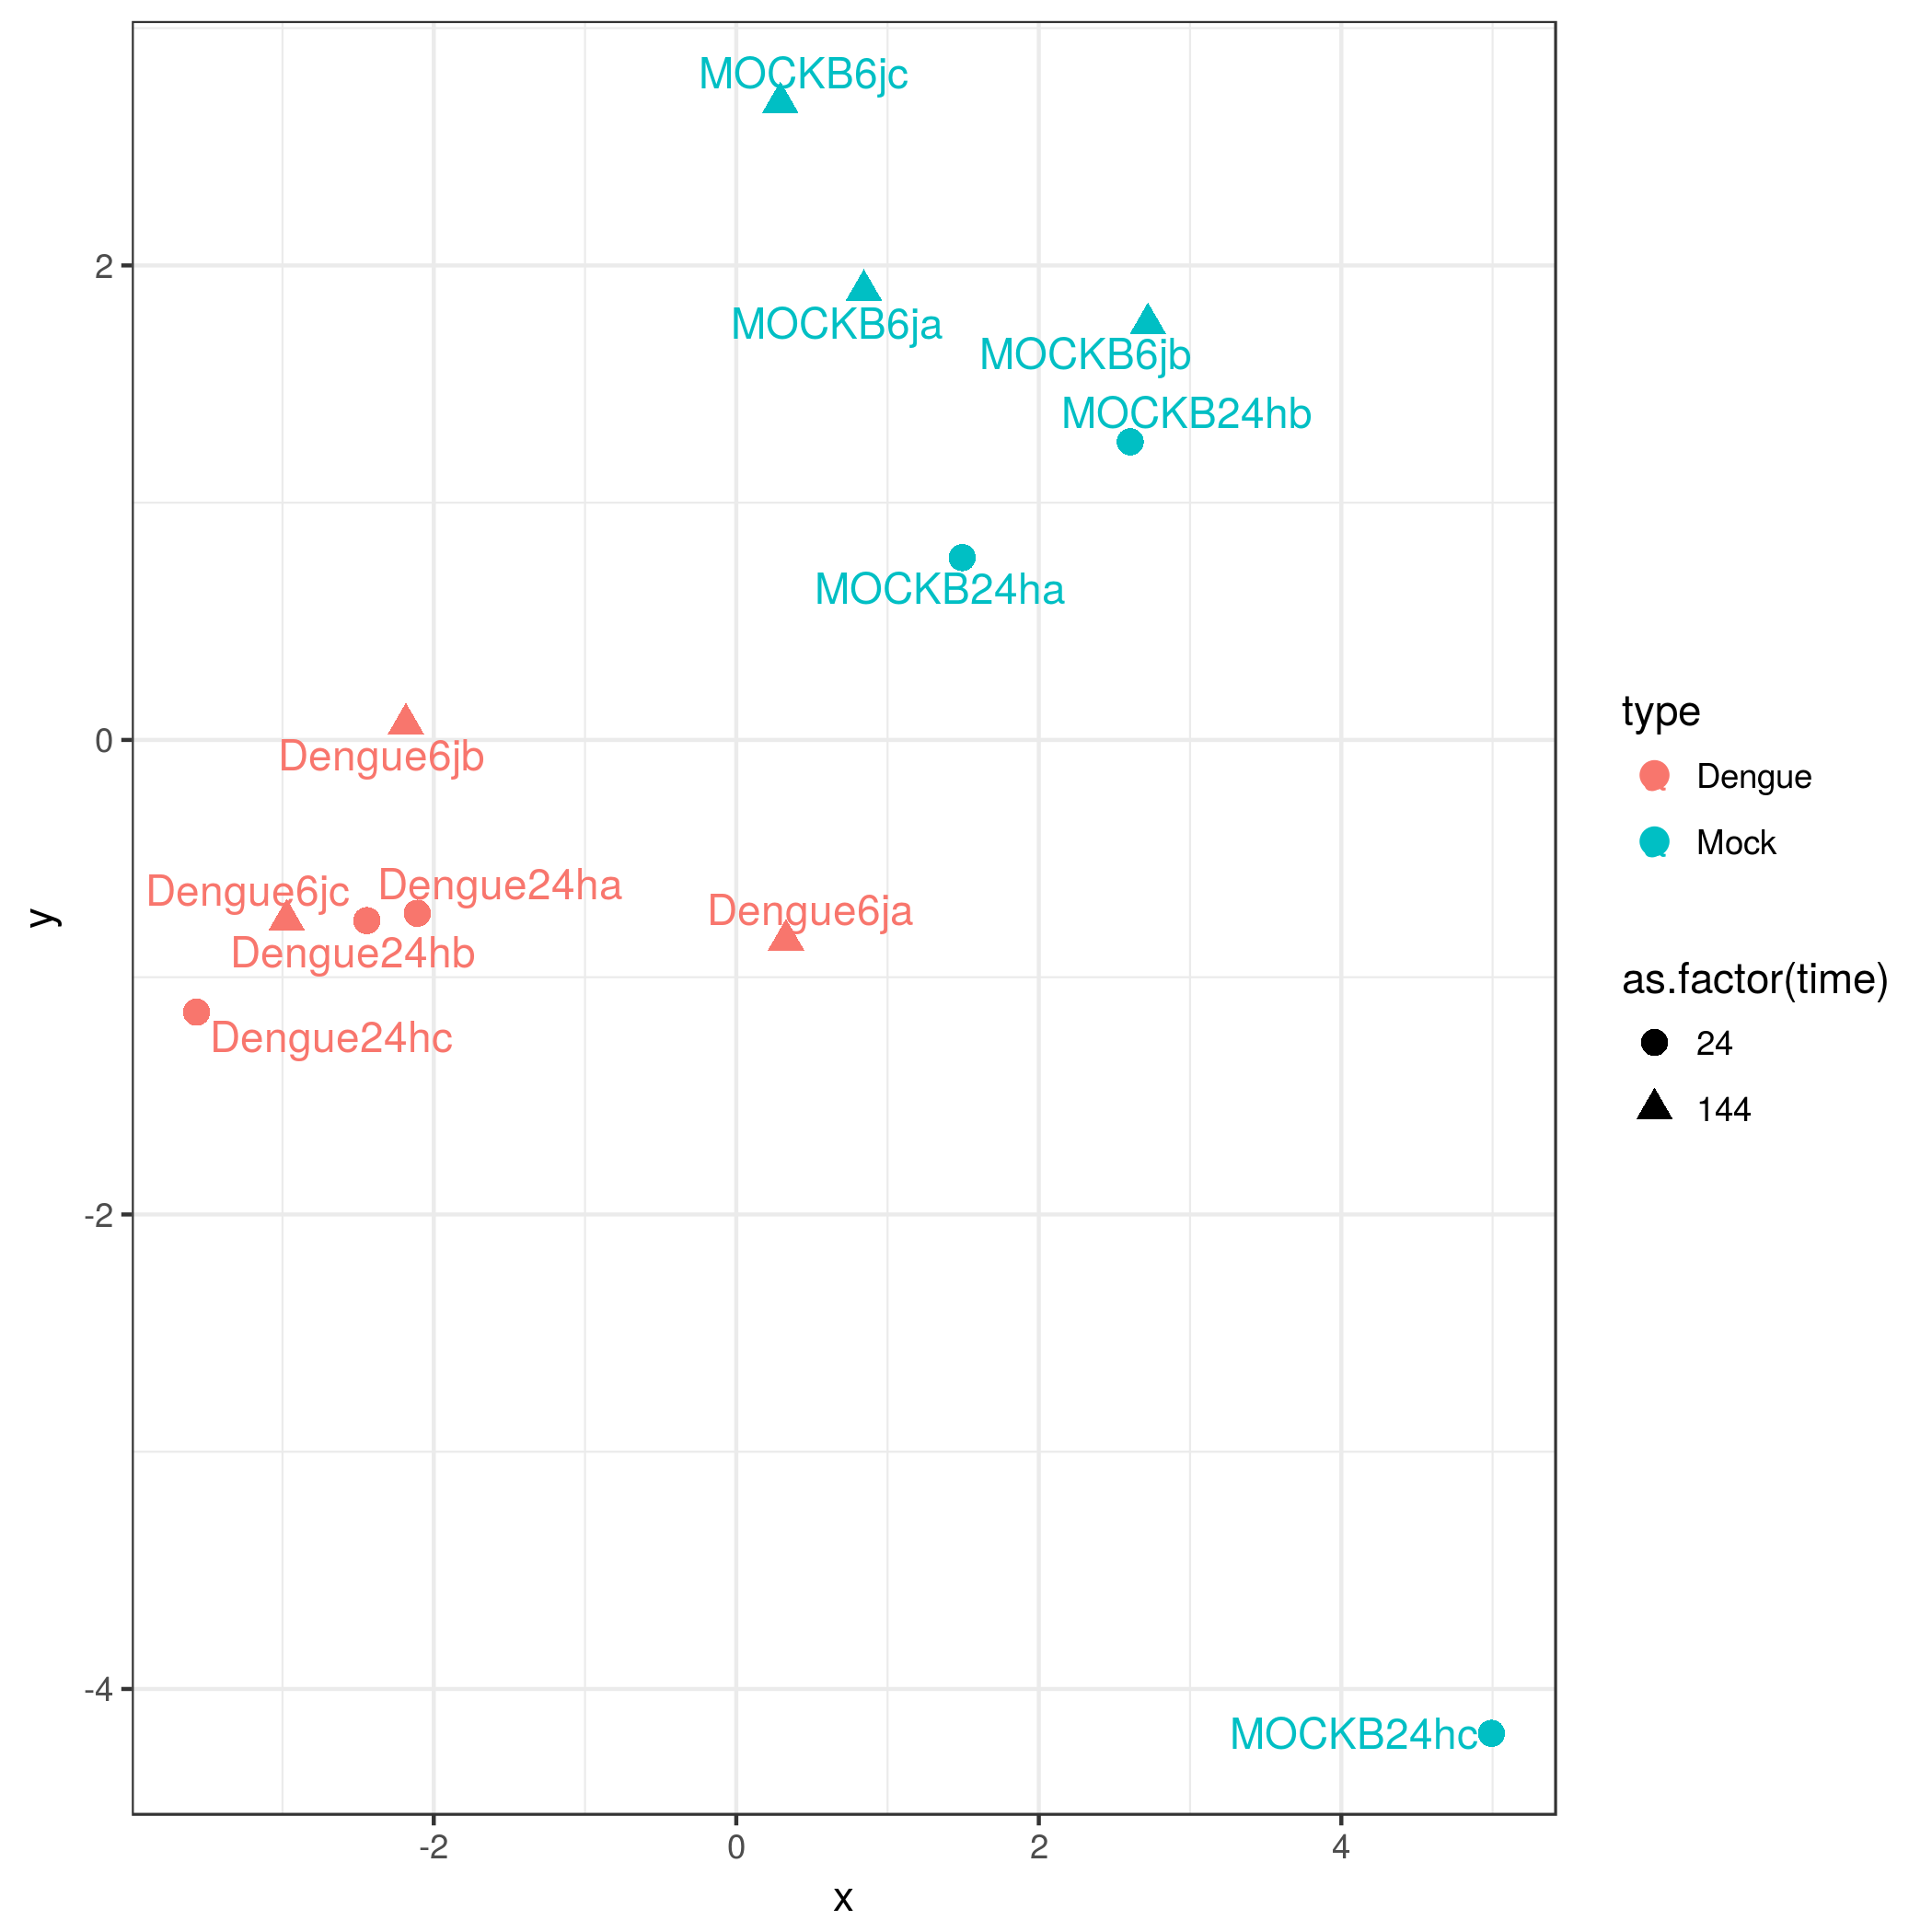 MOCKB6jc
2
MOCKB6ja
MOCKB6jb
MOCKB24hb
MOCKB24ha
type
0
Dengue6jb
Dengue
Mock
Dengue6jc
Dengue24ha
Dengue6ja
y
Dengue24hb
as.factor(time)
Dengue24hc
24
144
-2
-4
MOCKB24hc
-2
0
2
4
x